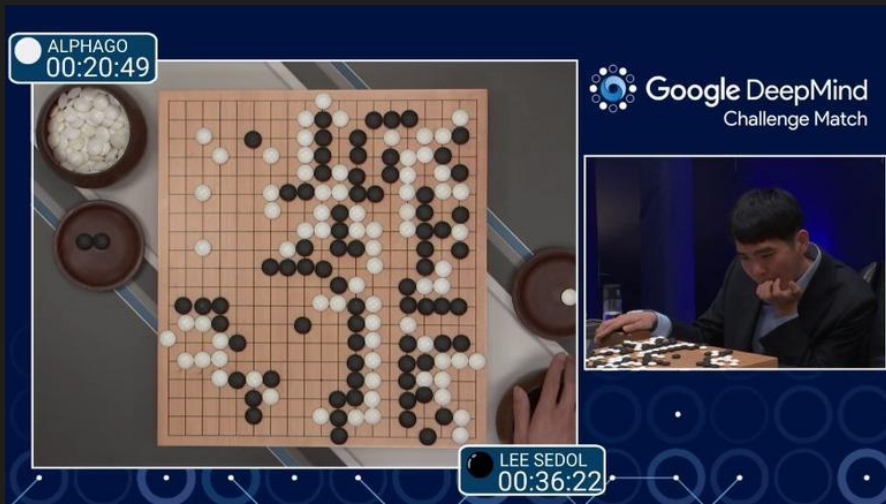 ALPHAGO
00:20:49
Google DeepMind
Challenge Match
LEE SEDOL
00:36:22